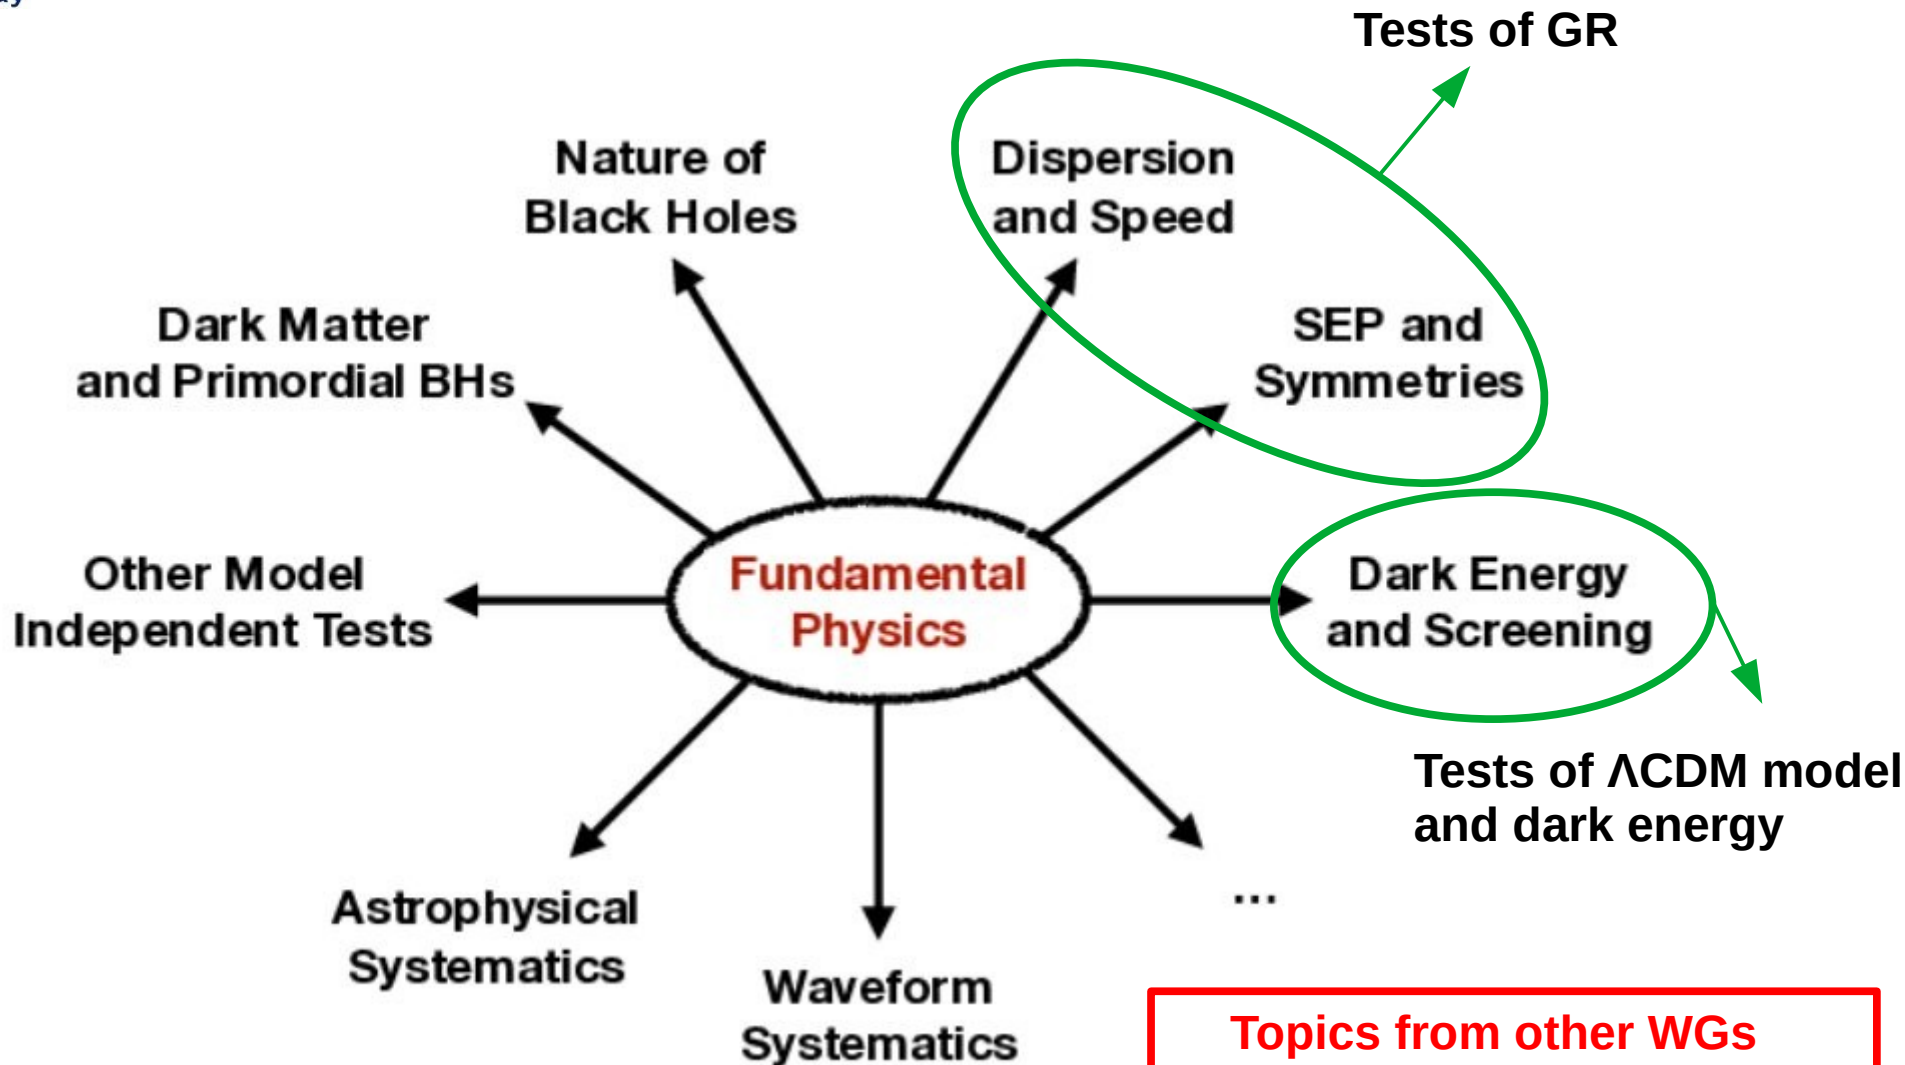 Tests of GR
Nature of
Black Holes
Dispersion
and Speed
Dark Matter
and Primordial BHs
SEP and
Symmetries
Other Model
Independent Tests
Fundamental
Physics
Dark Energy
and Screening
Tests of ΛCDM model
and dark energy
Astrophysical
Systematics
...
Waveform
Systematics
Topics from other WGs